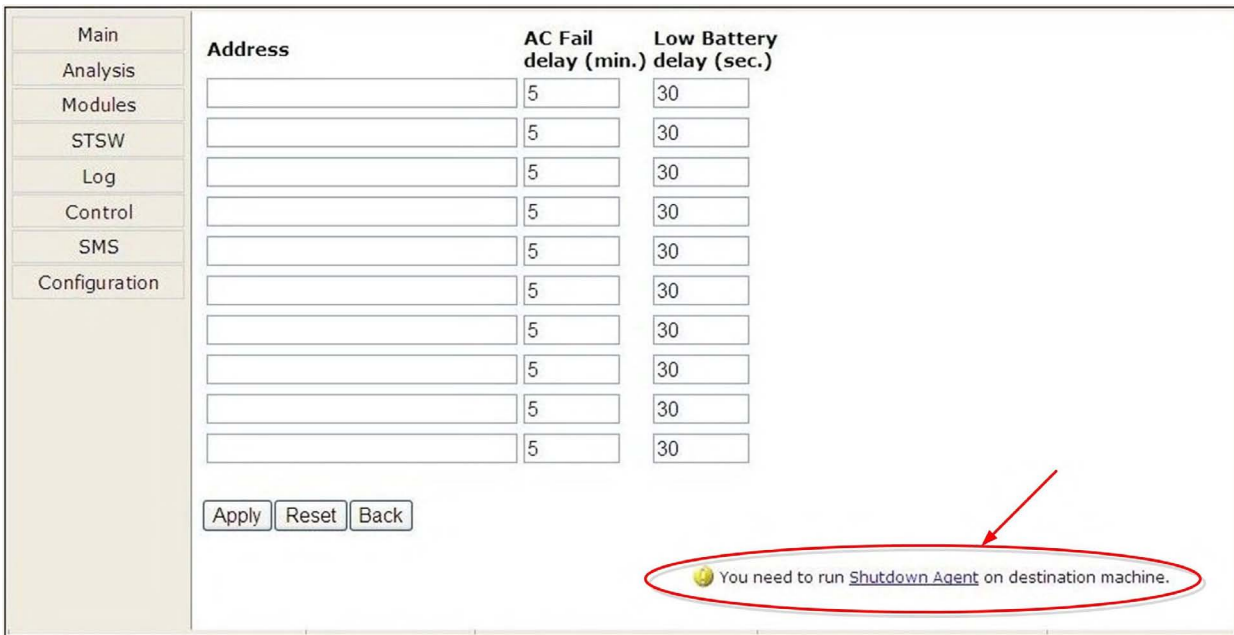 Main
Analysis
Modules
STSW
Log
Control
SMS
Configuration
Address AC Fail delay (min.) Low Battery delay (sec.)
5 30
5 30
5 30
5 30
5 30
5 30
5 30
5 30
5 30
5 30
Apply Reset Back
You need to run Shutdown Agent on destination machine.